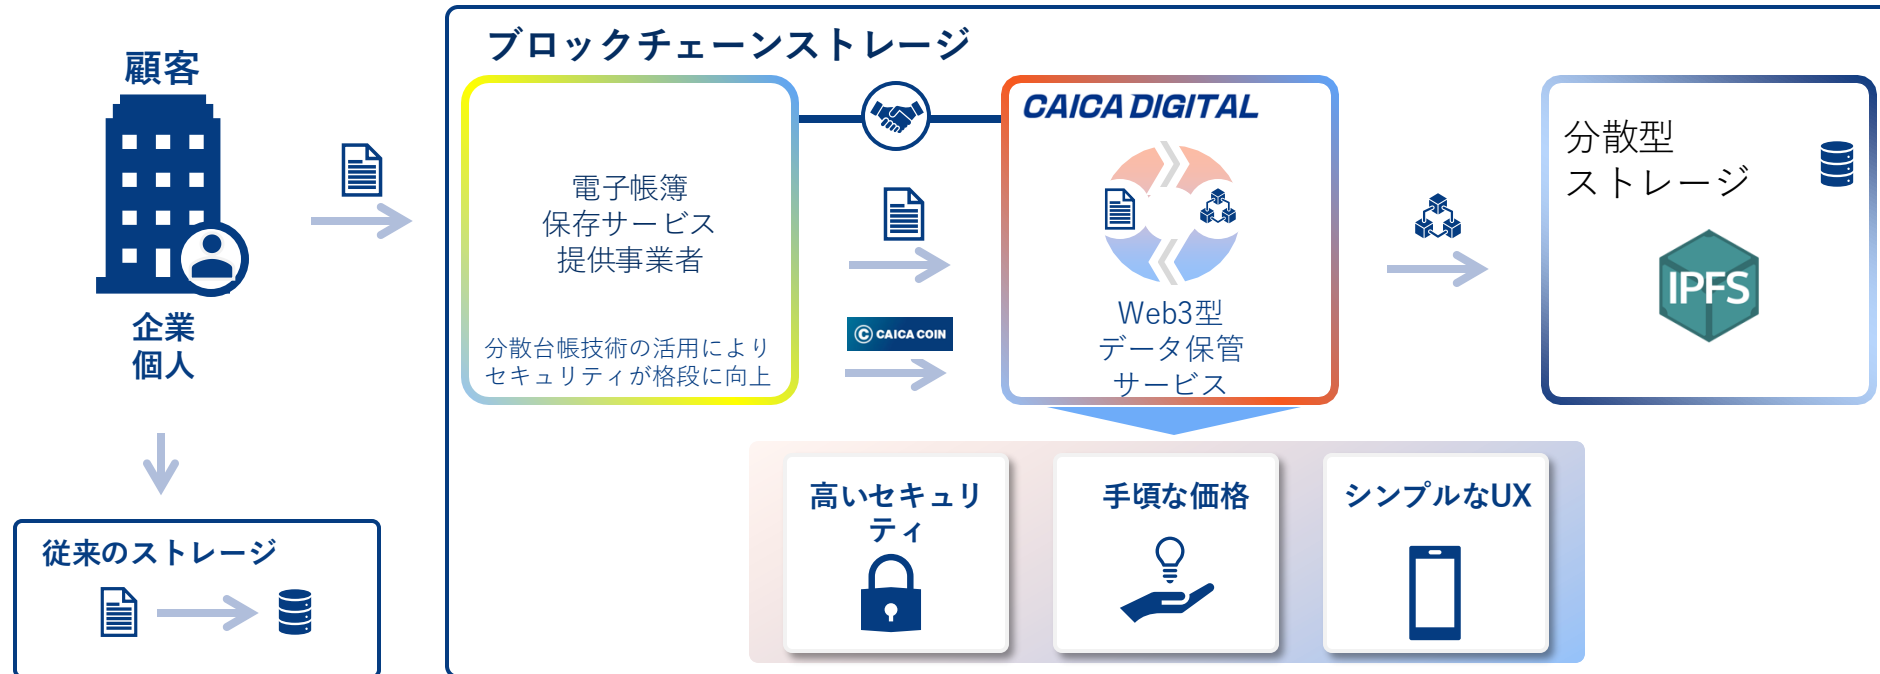 顧客
企業
個人
従来のストレージ
ブロックチェーンストレージ
電子帳簿
保存サービス
提供事業者
分散台帳技術の活用により
セキュリティが格段に向上
CAICA COIN
CAICA DIGITAL
Web3型
データ保管
サービス
分散型
ストレージ
IPFS
高いセキュリ
ティ
手頃な価格
シンプルなUX